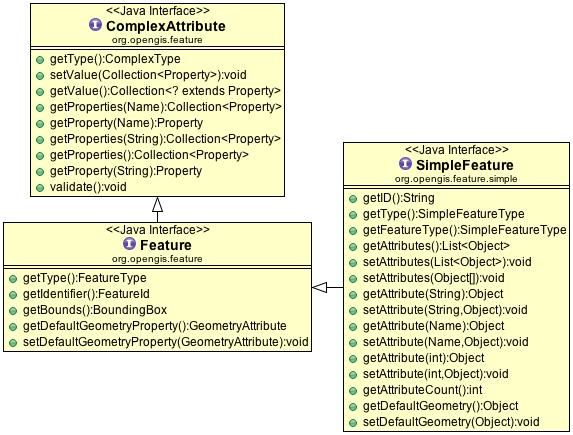 <<Java Interface>>
ComplexAttribute
org.opengis.feature
getType():ComplexType
setValue(Collection<Property>):void
getValue():Collection<? extends Property>
getProperties(Name):Collection<Property>
getProperty(Name):Property
getProperties(String):Collection<Property>
getProperties():Collection<Property>
getProperty(String):Property
validate():void
<<Java Interface>>
Feature
org.opengis.feature
getType():FeatureType
getIdentifier():FeatureId
getBounds():BoundingBox
getDefaultGeometryProperty():GeometryAttribute
setDefaultGeometryProperty(GeometryAttribute):void
<<Java Interface>>
SimpleFeature
org.opengis.feature.simple
getID():String
getType():SimpleFeatureType
getFeatureType():SimpleFeatureType
getAttributes():List<Object>
setAttributes(List<Object>):void
setAttributes(Object[]):void
getAttribute(String):Object
setAttribute(String,Object):void
getAttribute(Name):Object
setAttribute(Name,Object):void
getAttribute(int):Object
setAttribute(int,Object):void
getAttributeCount():int
getDefaultGeometry():Object
setDefaultGeometry(Object):void